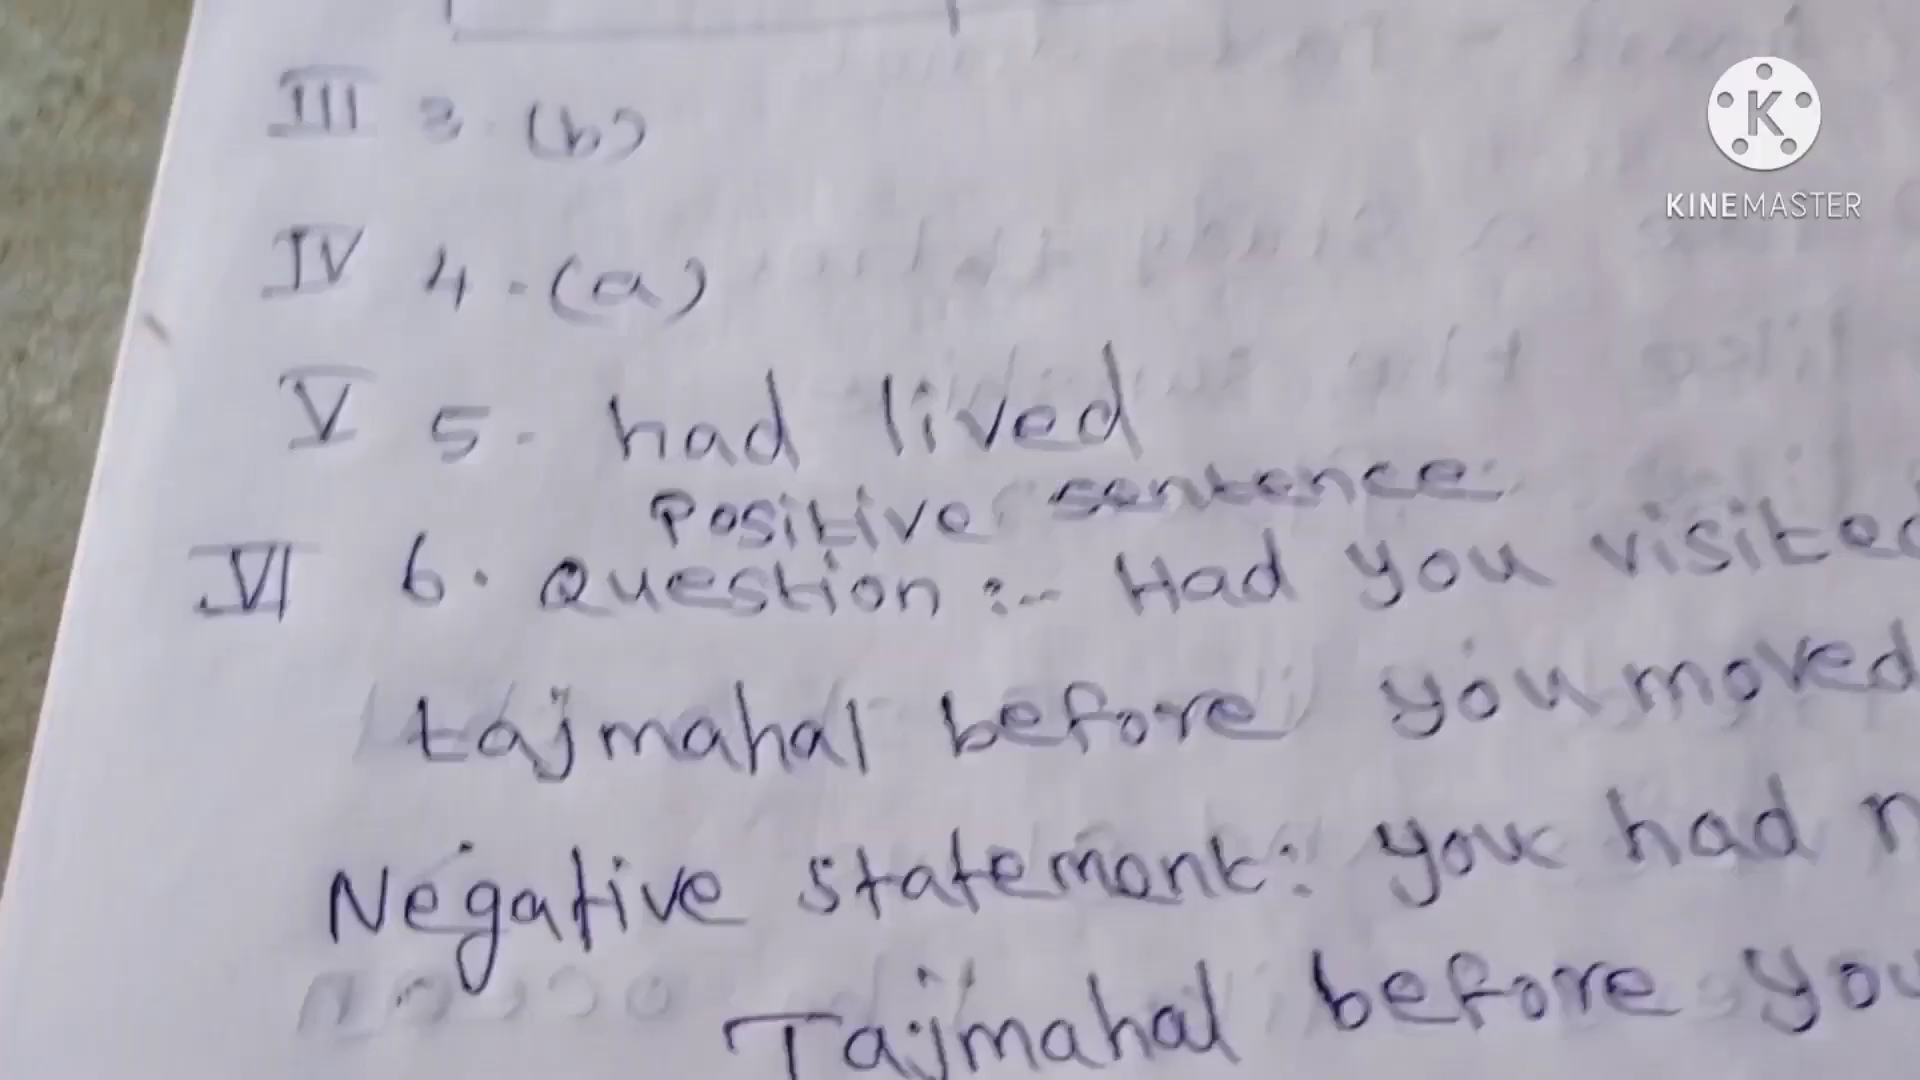 III 3. (b)
K
KINEMASTER
IV 4. (a)
V 5. had lived
Positive sentence
VI 6. Question :- Had you visited
tajmahal before you moved
Negative statement: you had
Tajmahal before you